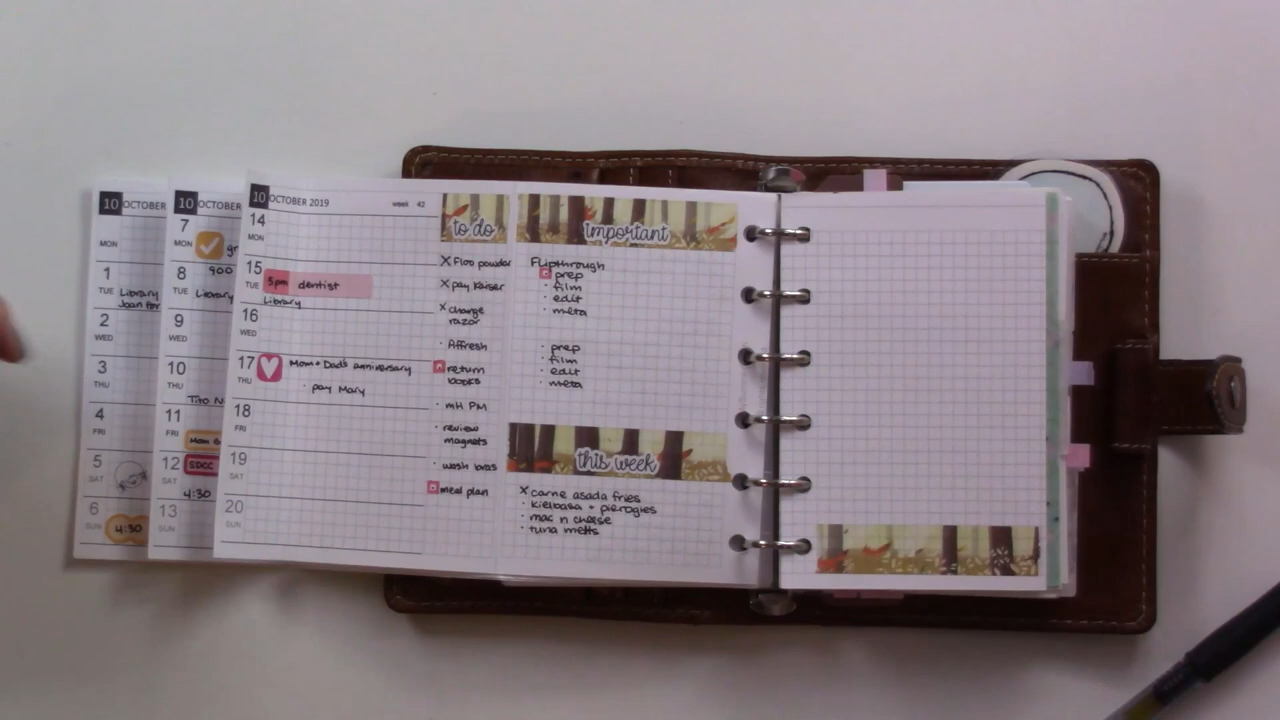 10 OCTOBER
MON
1
TUE Library
2
WED
3
THU
4
FRI
5
SAT
6
SUN 4:30
10 OCTOBER
7
MON
8 900
TUE Library
9
WED
10
THU
Tito N
11
FRI Mom B
12 SDCC
SAT
4:30
13
SUN
10 OCTOBER 2019 week 42
14
MON
15 5pm dentist
TUE
Library
16
WED
17 Mom + Dad's anniversary
THU
· pay Mary
18
FRI
19
SAT
20
SUN
to do
X Floo powder
X pay Kaiser
X change
razor
· Affresh
return
books
· mH PM
· review
magnets
· wash bras
meal plan
important
Flipthrough
prep
· film
· edit
· meta
· prep
· film
· edit
· meta
this week
X carne asada fries
· kielbasa + pierogies
· mac n cheese
· tuna melts